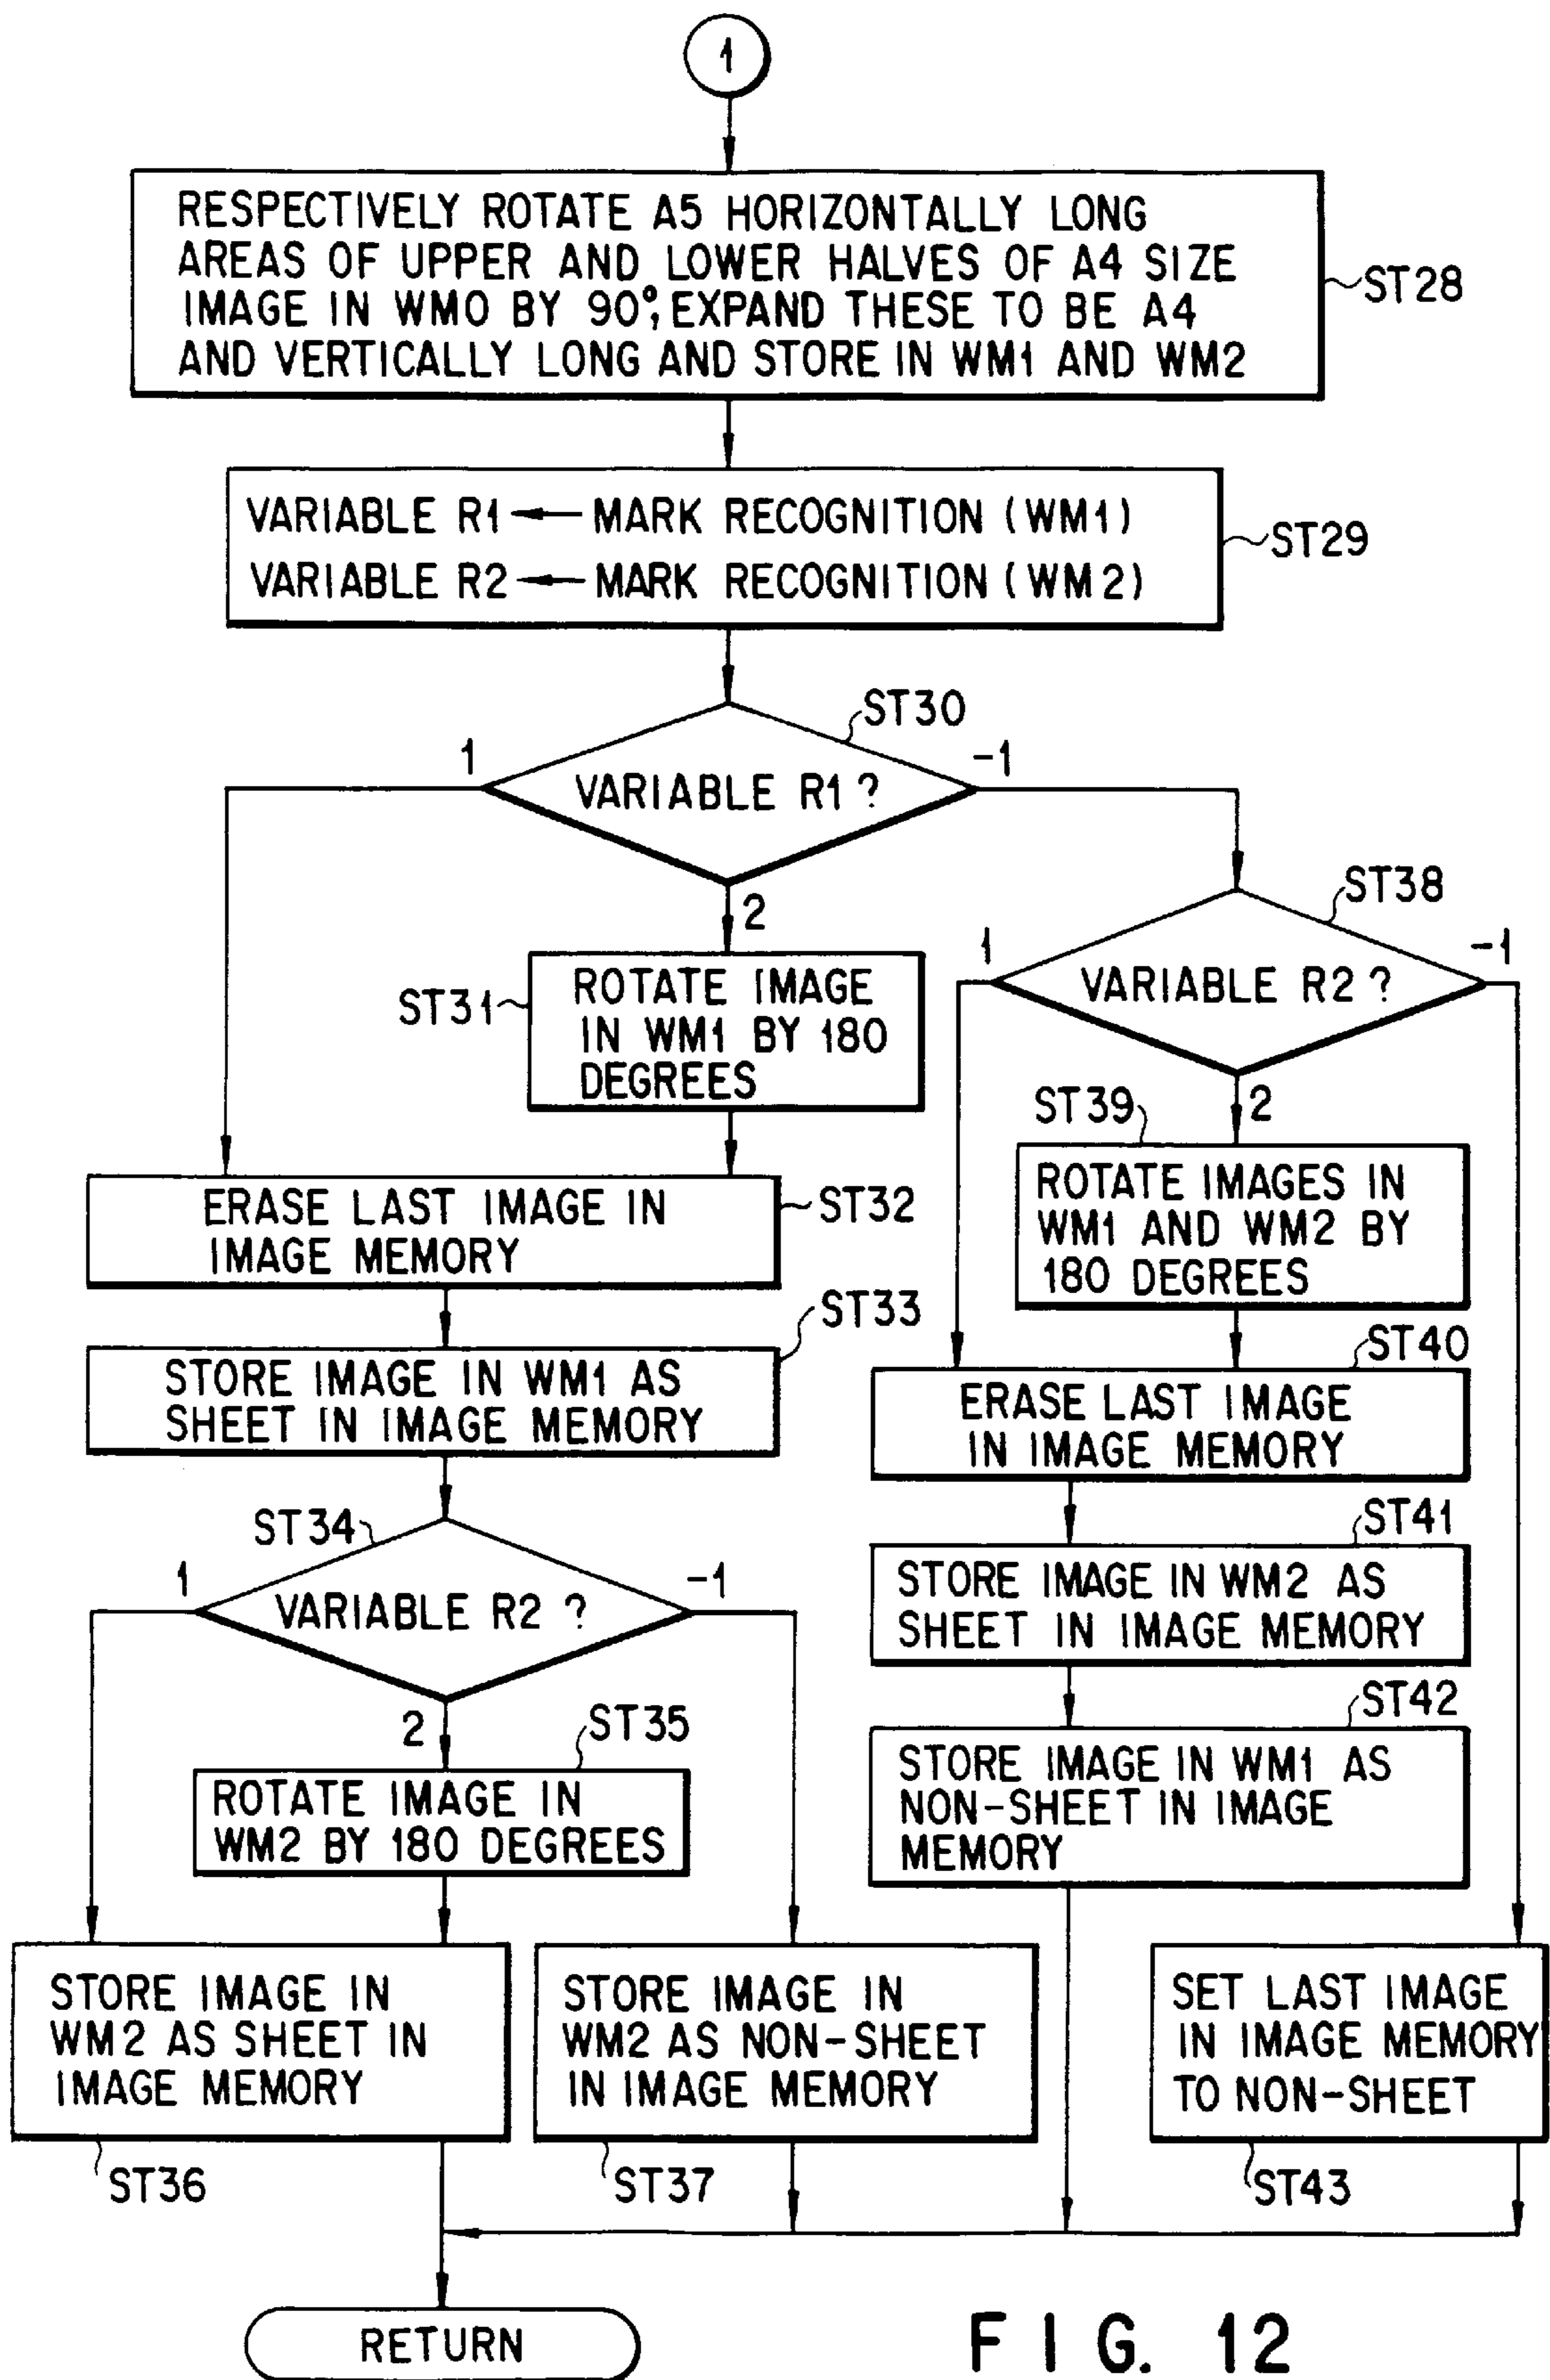 1
RESPECTIVELY ROTATE A5 HORIZONTALLY LONG
AREAS OF UPPER AND LOWER HALVES OF A4 SIZE
IMAGE IN WM0 BY 90°, EXPAND THESE TO BE A4
AND VERTICALLY LONG AND STORE IN WM1 AND WM2
ST28
VARIABLE R1 ← MARK RECOGNITION (WM1)
VARIABLE R2 ← MARK RECOGNITION (WM2)
ST29
ST30
1
-1
VARIABLE R1 ?
2
ST31
ROTATE IMAGE
IN WM1 BY 180
DEGREES
ST38
1
-1
VARIABLE R2 ?
2
ST39
ROTATE IMAGES IN
WM1 AND WM2 BY
180 DEGREES
ERASE LAST IMAGE IN
IMAGE MEMORY
ST32
ST33
STORE IMAGE IN WM1 AS
SHEET IN IMAGE MEMORY
ST40
ERASE LAST IMAGE
IN IMAGE MEMORY
ST34
1
-1
VARIABLE R2 ?
2
ST41
STORE IMAGE IN WM2 AS
SHEET IN IMAGE MEMORY
ST35
ROTATE IMAGE IN
WM2 BY 180 DEGREES
ST42
STORE IMAGE IN WM1 AS
NON-SHEET IN IMAGE
MEMORY
STORE IMAGE IN
WM2 AS SHEET IN
IMAGE MEMORY
ST36
STORE IMAGE IN
WM2 AS NON-SHEET
IN IMAGE MEMORY
ST37
SET LAST IMAGE
IN IMAGE MEMORY
TO NON-SHEET
ST43
RETURN
FIG. 12